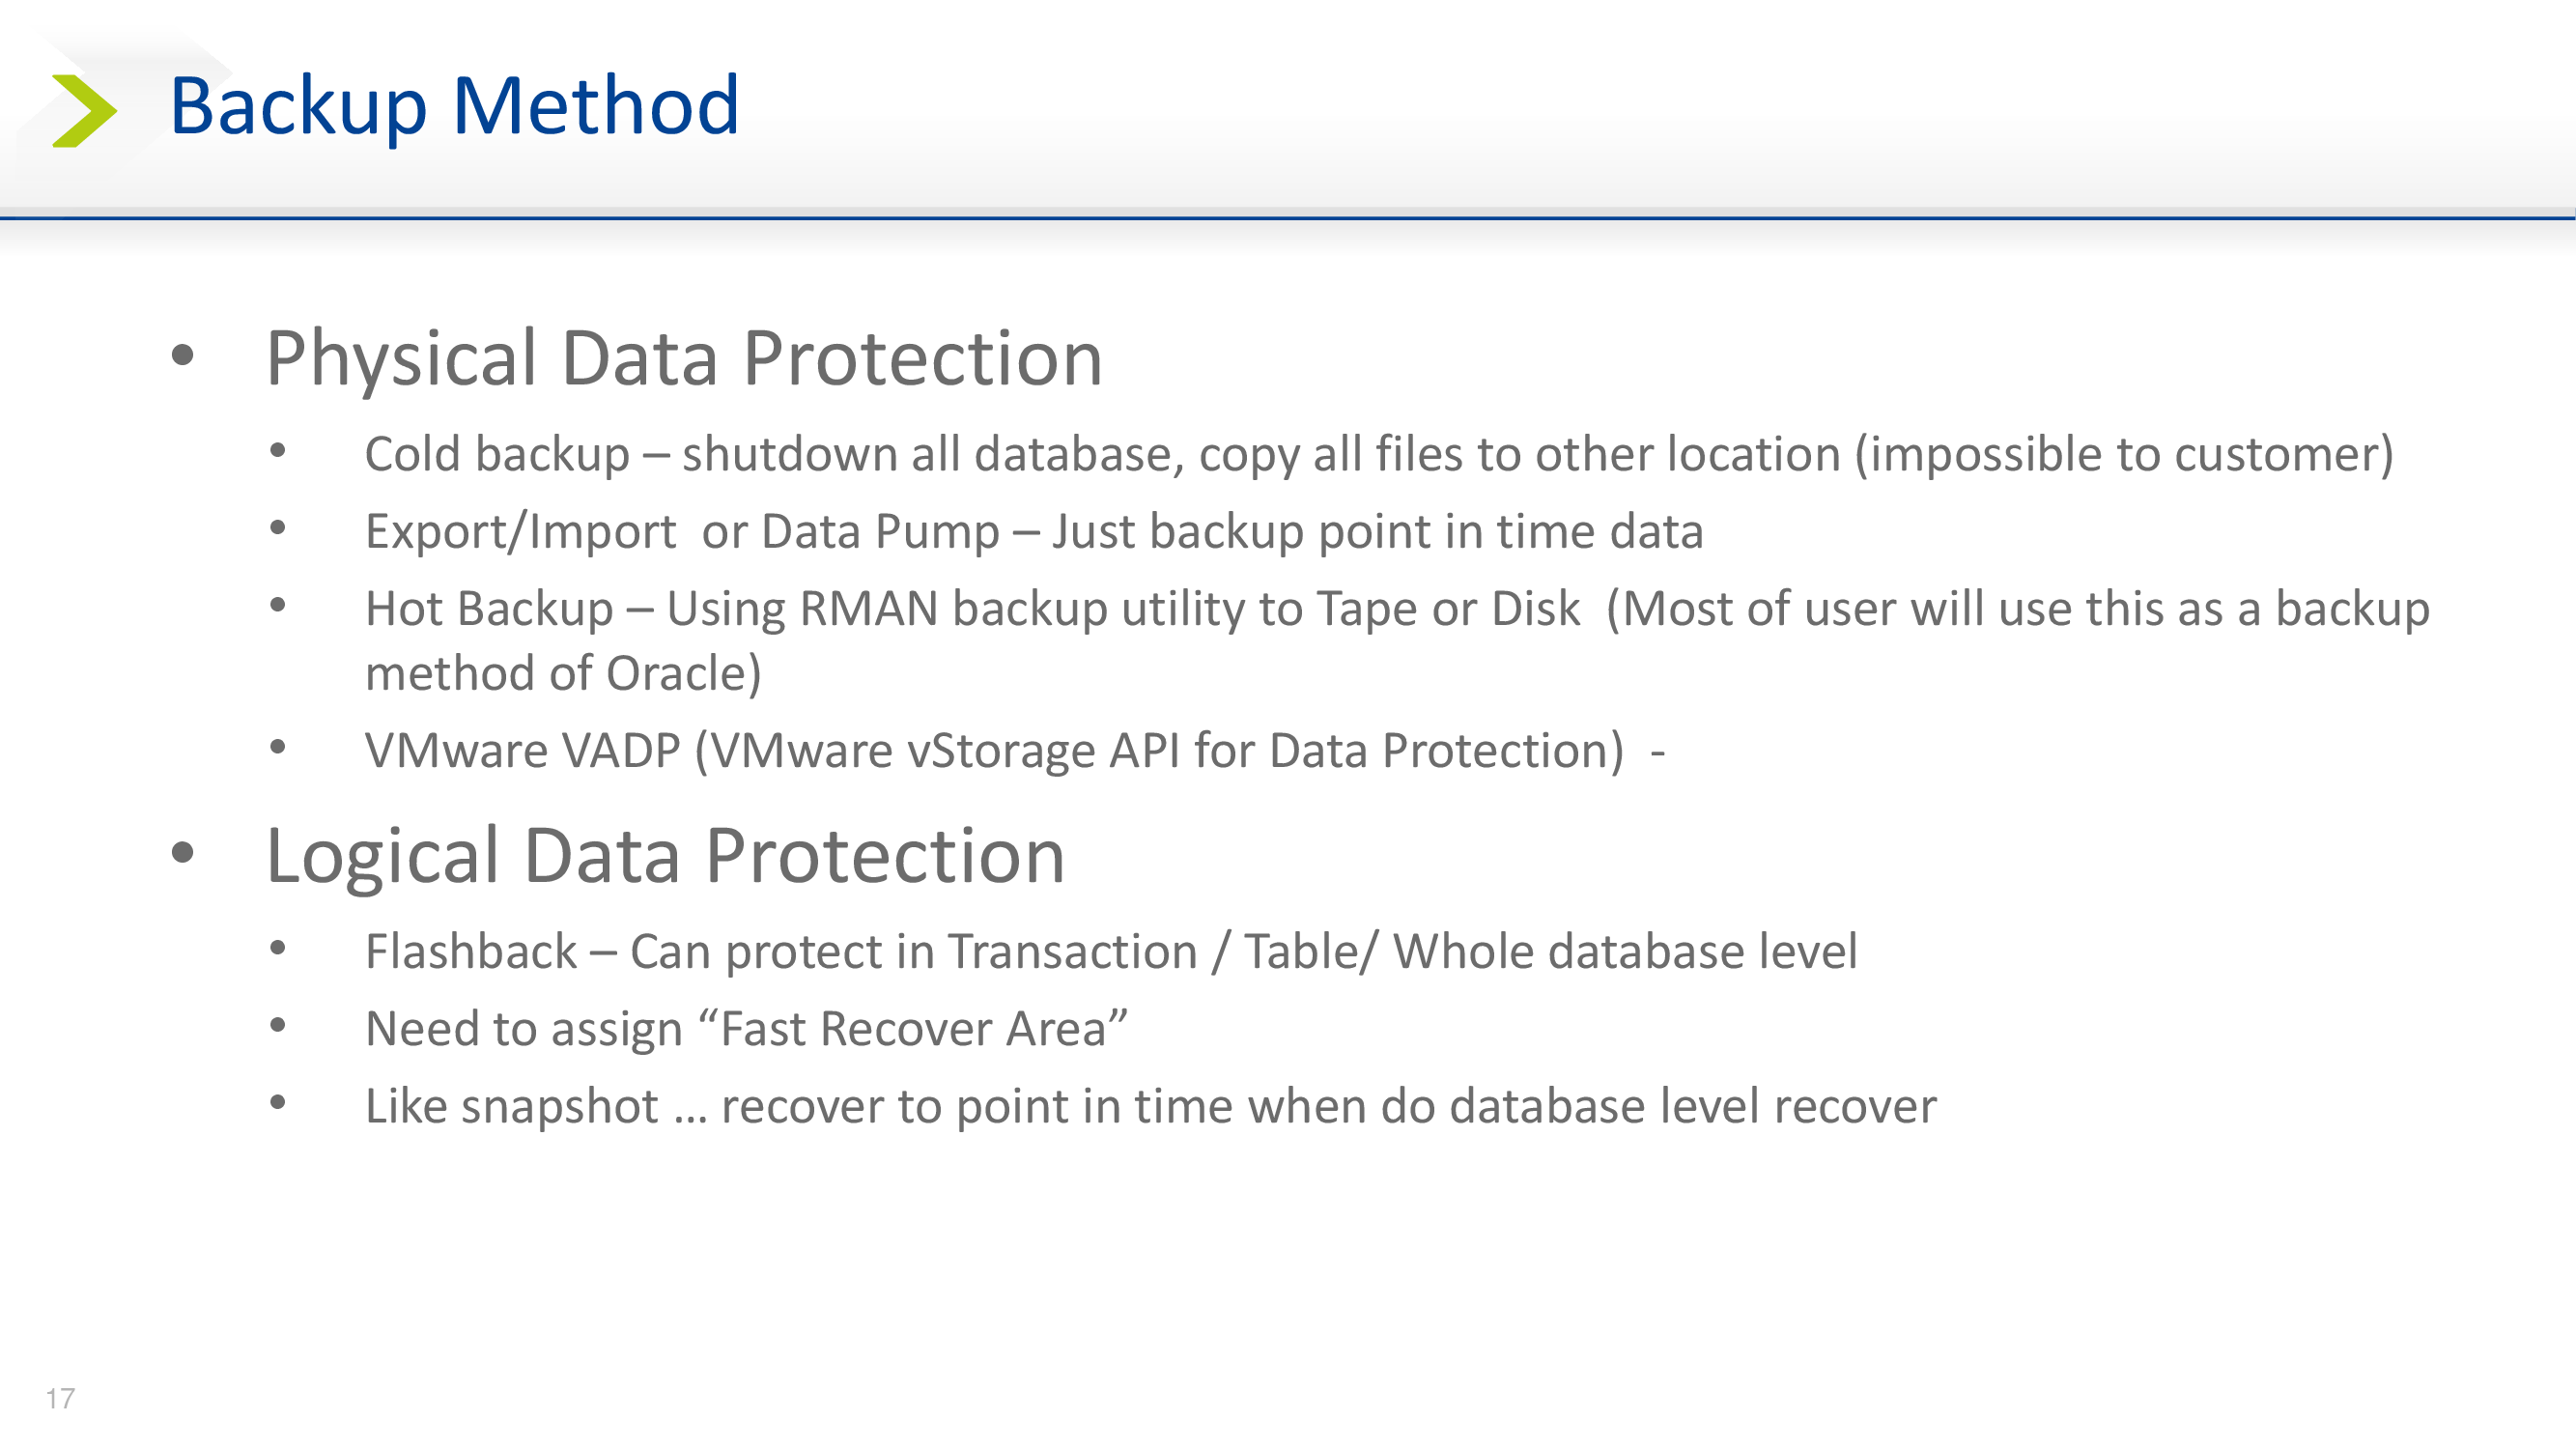 Backup Method
• Physical Data Protection
• Cold backup – shutdown all database, copy all files to other location (impossible to customer)
• Export/Import  or Data Pump – Just backup point in time data
• Hot Backup – Using RMAN backup utility to Tape or Disk  (Most of user will use this as a backup
method of Oracle)
• VMware VADP (VMware vStorage API for Data Protection)  -
• Logical Data Protection
• Flashback – Can protect in Transaction / Table/ Whole database level
• Need to assign “Fast Recover Area”
• Like snapshot … recover to point in time when do database level recover
17